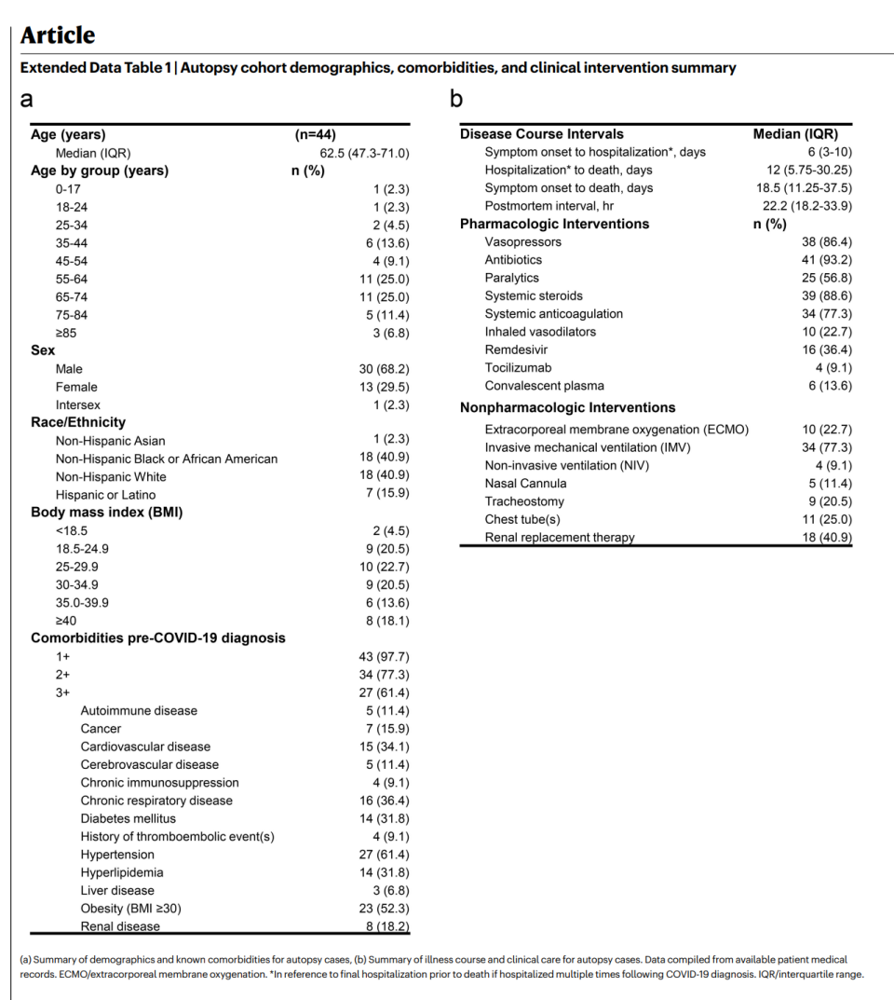 Article
Extended Data Table 1 | Autopsy cohort demographics, comorbidities, and clinical intervention summary
a
Age (years) (n=44)
Median (IQR) 62.5 (47.3-71.0)
Age by group (years) n (%)
0-17 1 (2.3)
18-24 1 (2.3)
25-34 2 (4.5)
35-44 6 (13.6)
45-54 4 (9.1)
55-64 11 (25.0)
65-74 11 (25.0)
75-84 5 (11.4)
≥85 3 (6.8)
Sex
Male 30 (68.2)
Female 13 (29.5)
Intersex 1 (2.3)
Race/Ethnicity
Non-Hispanic Asian 1 (2.3)
Non-Hispanic Black or African American 18 (40.9)
Non-Hispanic White 18 (40.9)
Hispanic or Latino 7 (15.9)
Body mass index (BMI)
<18.5 2 (4.5)
18.5-24.9 9 (20.5)
25-29.9 10 (22.7)
30-34.9 9 (20.5)
35.0-39.9 6 (13.6)
≥40 8 (18.1)
Comorbidities pre-COVID-19 diagnosis
1+ 43 (97.7)
2+ 34 (77.3)
3+ 27 (61.4)
Autoimmune disease 5 (11.4)
Cancer 7 (15.9)
Cardiovascular disease 15 (34.1)
Cerebrovascular disease 5 (11.4)
Chronic immunosuppression 4 (9.1)
Chronic respiratory disease 16 (36.4)
Diabetes mellitus 14 (31.8)
History of thromboembolic event(s) 4 (9.1)
Hypertension 27 (61.4)
Hyperlipidemia 14 (31.8)
Liver disease 3 (6.8)
Obesity (BMI ≥30) 23 (52.3)
Renal disease 8 (18.2)
b
Disease Course Intervals Median (IQR)
Symptom onset to hospitalization*, days 6 (3-10)
Hospitalization* to death, days 12 (5.75-30.25)
Symptom onset to death, days 18.5 (11.25-37.5)
Postmortem interval, hr 22.2 (18.2-33.9)
Pharmacologic Interventions n (%)
Vasopressors 38 (86.4)
Antibiotics 41 (93.2)
Paralytics 25 (56.8)
Systemic steroids 39 (88.6)
Systemic anticoagulation 34 (77.3)
Inhaled vasodilators 10 (22.7)
Remdesivir 16 (36.4)
Tocilizumab 4 (9.1)
Convalescent plasma 6 (13.6)
Nonpharmacologic Interventions
Extracorporeal membrane oxygenation (ECMO) 10 (22.7)
Invasive mechanical ventilation (IMV) 34 (77.3)
Non-invasive ventilation (NIV) 4 (9.1)
Nasal Cannula 5 (11.4)
Tracheostomy 9 (20.5)
Chest tube(s) 11 (25.0)
Renal replacement therapy 18 (40.9)
(a) Summary of demographics and known comorbidities for autopsy cases, (b) Summary of illness course and clinical care for autopsy cases. Data compiled from available patient medical
records. ECMO/extracorporeal membrane oxygenation. *In reference to final hospitalization prior to death if hospitalized multiple times following COVID-19 diagnosis. IQR/interquartile range.